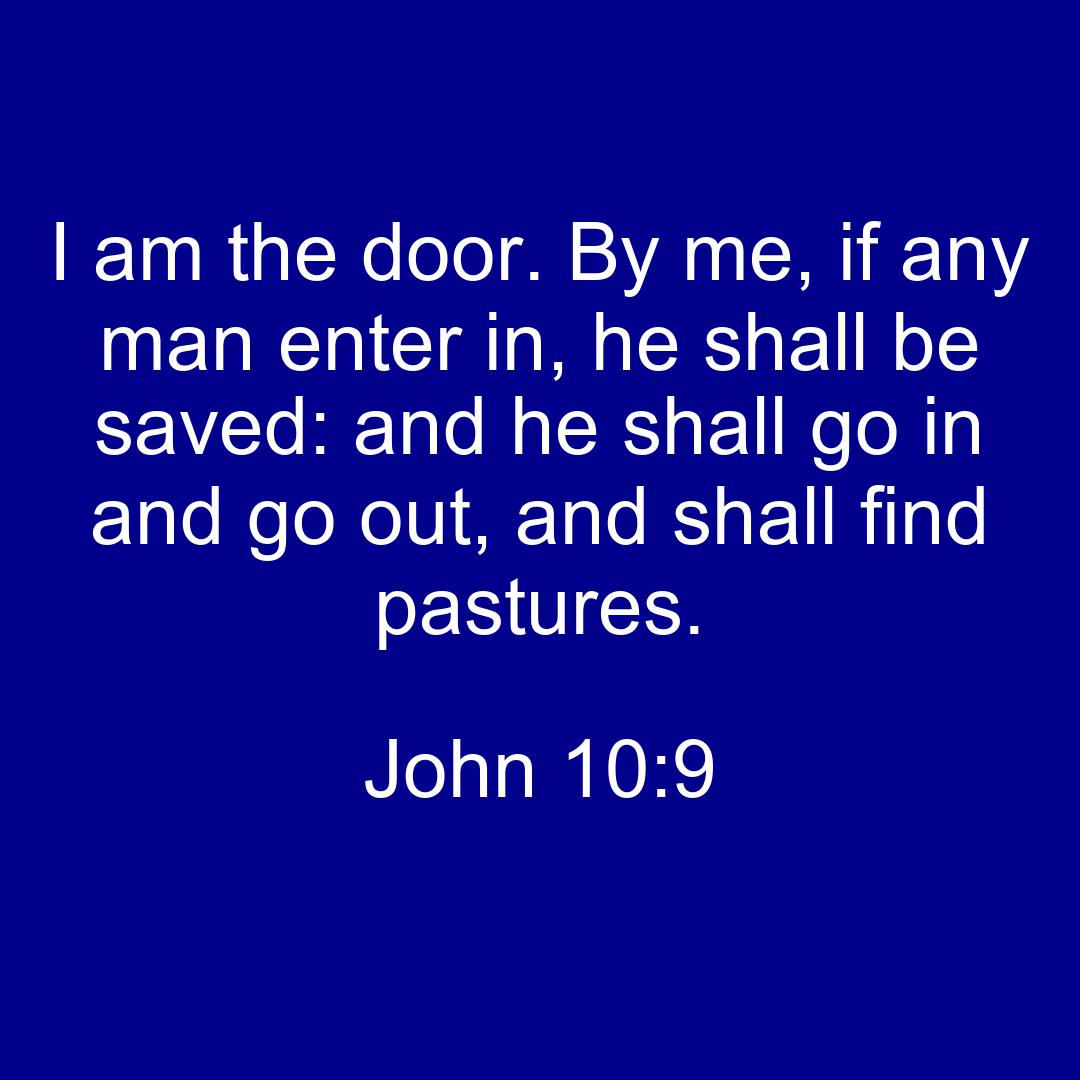 I am the door. By me, if any
man enter in, he shall be
saved: and he shall go in
and go out, and shall find
pastures.
John 10:9